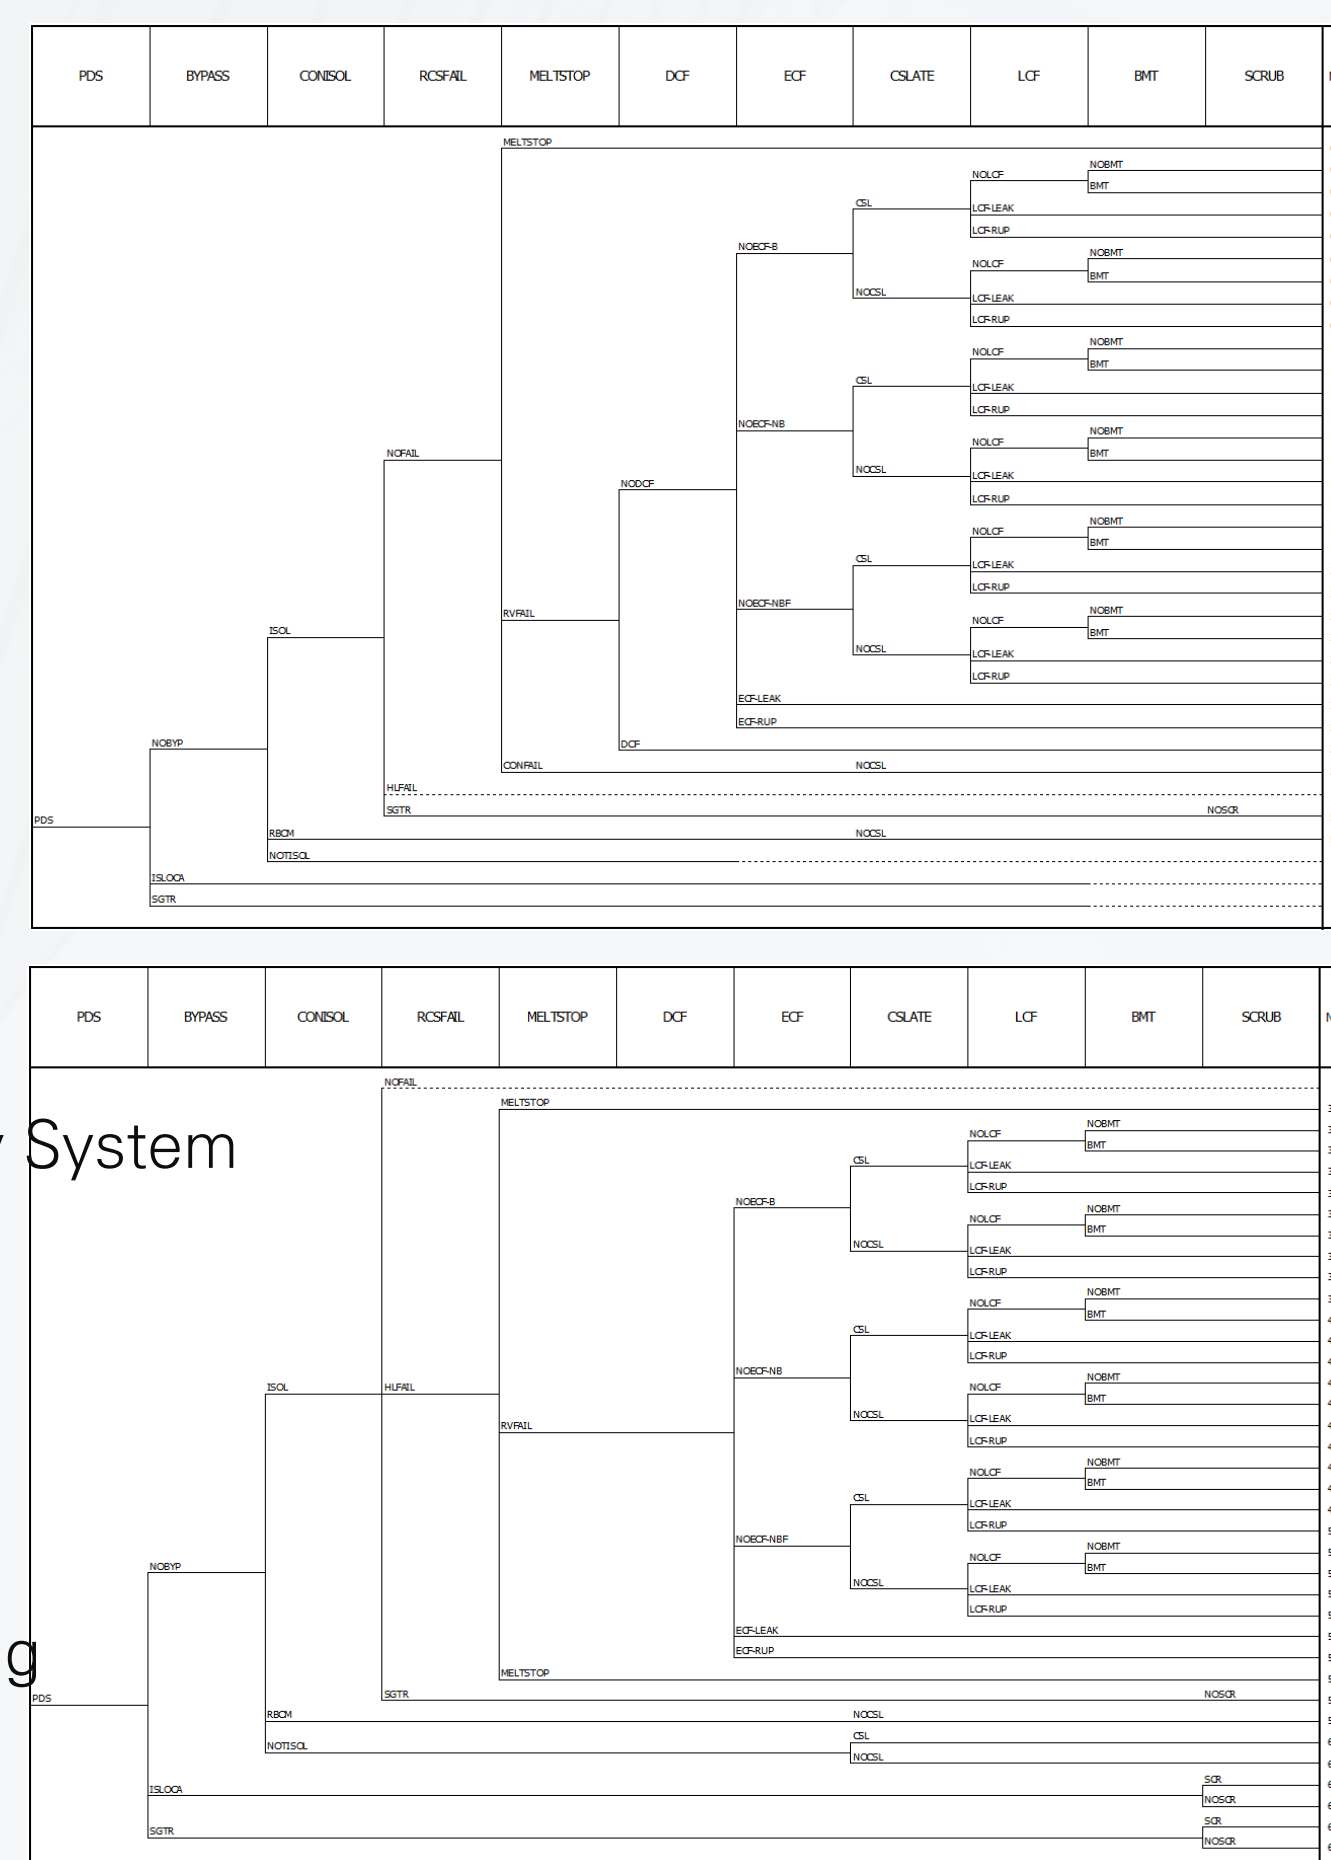 PDS BYPASS CONISOL RCSFAIL MELTSTOP DCF ECF CSLATE LCF BMT SCRUB
MELTSTOP
NOBMT
NOLCF
BMT
CSL
LCF-LEAK
LCF-RUP
NOECF-B
NOBMT
NOLCF
BMT
NOCSL
LCF-LEAK
LCF-RUP
NOBMT
NOLCF
BMT
CSL
LCF-LEAK
LCF-RUP
NOECF-NB
NOBMT
NOLCF
BMT
NOFAIL
NOCSL
LCF-LEAK
NODCF
LCF-RUP
NOBMT
NOLCF
BMT
CSL
LCF-LEAK
LCF-RUP
NOECF-NBF
NOBMT
RVFAIL
NOLCF
ISOL
BMT
NOCSL
LCF-LEAK
LCF-RUP
ECF-LEAK
ECF-RUP
NOBYP
DCF
CONFAIL NOCSL
HLFAIL
SGTR NOSCR
PDS
RBCM NOCSL
NOTISOL
ISLOCA
SGTR
PDS BYPASS CONISOL RCSFAIL MELTSTOP DCF ECF CSLATE LCF BMT SCRUB
NOFAIL
MELTSTOP
NOBMT
NOLCF
BMT
System
CSL
LCF-LEAK
LCF-RUP
NOECF-B
NOBMT
NOLCF
BMT
NOCSL
LCF-LEAK
LCF-RUP
NOBMT
NOLCF
BMT
CSL
LCF-LEAK
LCF-RUP
NOECF-NB
NOBMT
ISOL HLFAIL NOLCF
BMT
NOCSL
LCF-LEAK
RVFAIL
LCF-RUP
NOBMT
NOLCF
BMT
CSL
LCF-LEAK
LCF-RUP
NOECF-NBF
NOBMT
NOLCF
NOBYP
BMT
NOCSL
LCF-LEAK
LCF-RUP
ECF-LEAK
ECF-RUP
g
MELTSTOP
SGTR NOSCR
PDS
RBCM NOCSL
CSL
NOTISOL
NOCSL
SCR
ISLOCA
NOSCR
SCR
SGTR
NOSCR